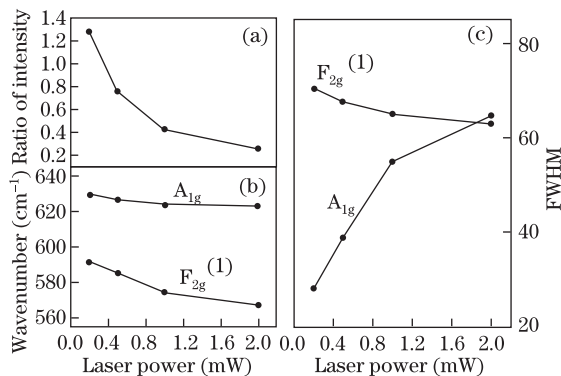 Ratio of intensity
1.4
1.2
1.0
0.8
0.6
0.4
0.2
(a)
Wavenumber (cm⁻¹)
640
620
600
580
560
(b)
A₁g
F₂g(1)
0.0 0.4 0.8 1.2 1.6 2.0
Laser power (mW)
(c)
F₂g(1)
A₁g
80
60
40
20
FWHM
0.0 0.4 0.8 1.2 1.6 2.0
Laser power (mW)